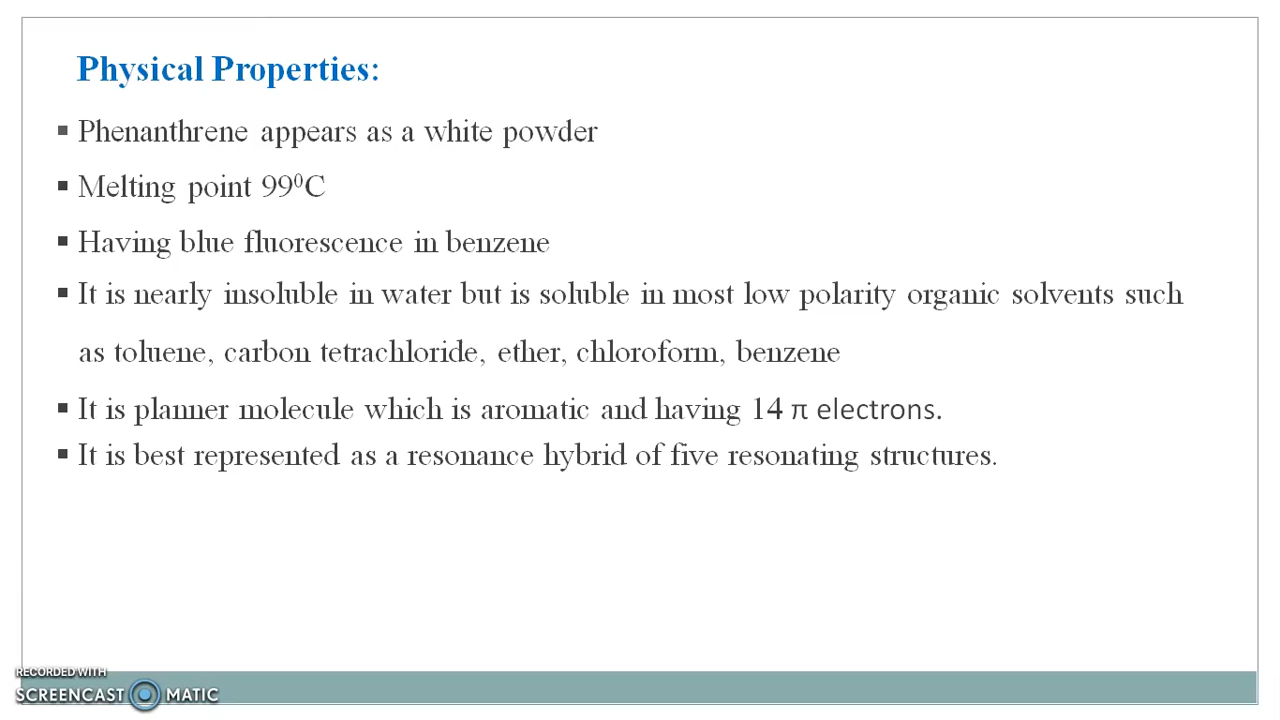 Physical Properties:
▪ Phenanthrene appears as a white powder
▪ Melting point 99⁰C
▪ Having blue fluorescence in benzene
▪ It is nearly insoluble in water but is soluble in most low polarity organic solvents such
as toluene, carbon tetrachloride, ether, chloroform, benzene
▪ It is planner molecule which is aromatic and having 14 π electrons.
▪ It is best represented as a resonance hybrid of five resonating structures.
RECORDED WITH
SCREENCAST MATIC